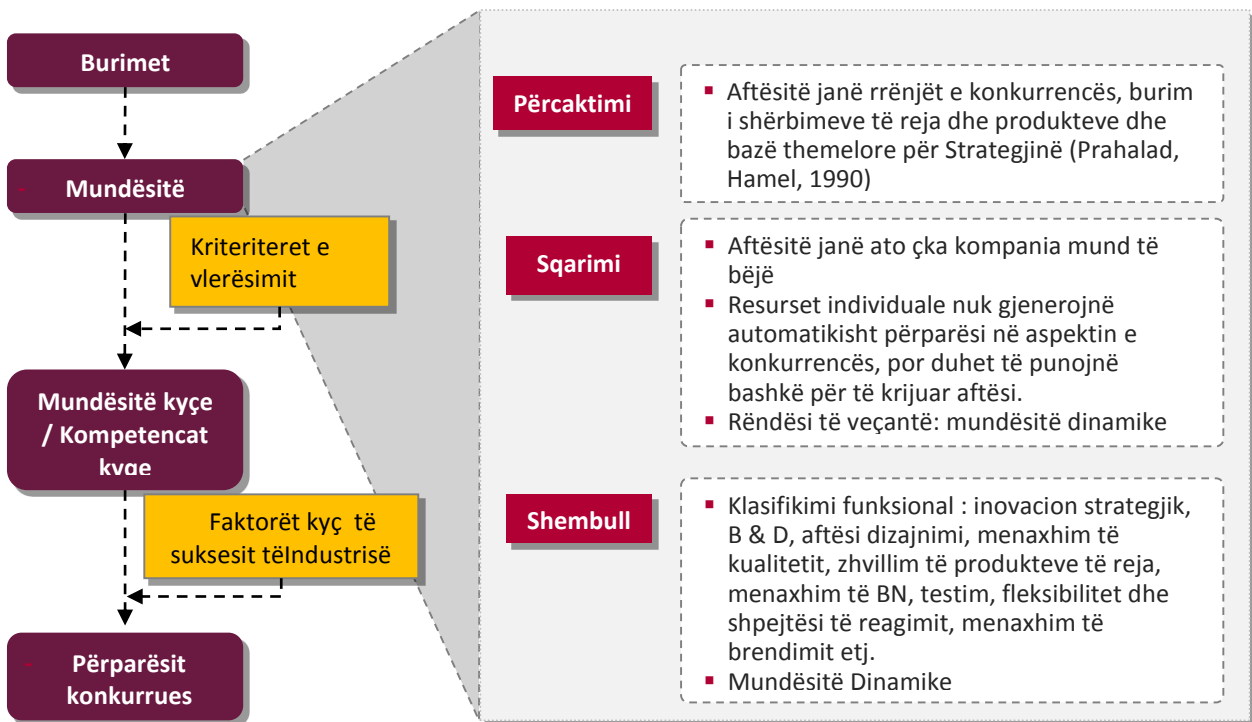 Burimet
Mundësitë
Kriteriteret e
vlerësimit
Mundësitë kyçe
/ Kompetencat
kyçe
Faktorët kyç të
suksesit tëIndustrisë
Përparësit
konkurrues
Përcaktimi
▪ Aftësitë janë rrënjët e konkurrencës, burim
i shërbimeve të reja dhe produkteve dhe
bazë themelore për Strategjinë (Prahalad,
Hamel, 1990)
Sqarimi
▪ Aftësitë janë ato çka kompania mund të
bëjë
▪ Resurset individuale nuk gjenerojnë
automatikisht përparësi në aspektin e
konkurrencës, por duhet të punojnë
bashkë për të krijuar aftësi.
▪ Rëndësi të veçantë: mundësitë dinamike
Shembull
▪ Klasifikimi funksional : inovacion strategjik,
B & D, aftësi dizajnimi, menaxhim të
kualitetit, zhvillim të produkteve të reja,
menaxhim të BN, testim, fleksibilitet dhe
shpejtësi të reagimit, menaxhim të
brendimit etj.
▪ Mundësitë Dinamike